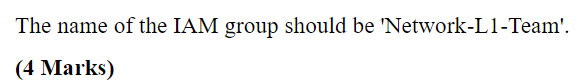 The name of the IAM group should be 'Network-L1-Team'.
(4 Marks)